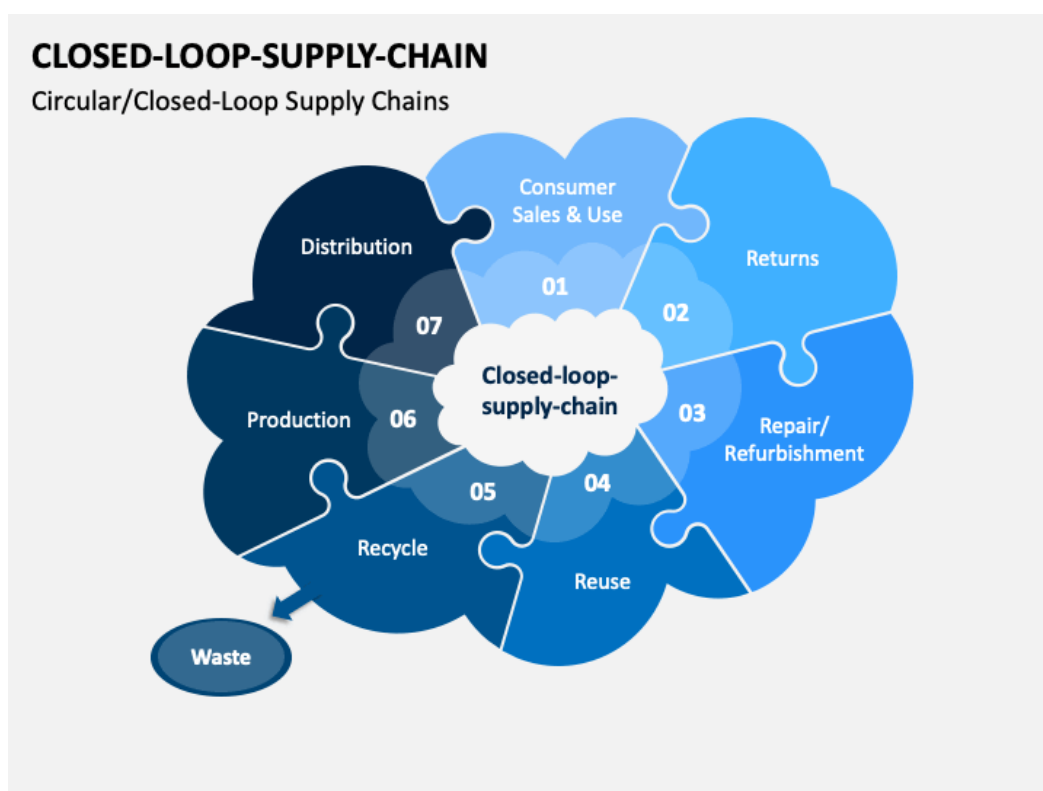 CLOSED-LOOP-SUPPLY-CHAIN
Circular/Closed-Loop Supply Chains
Consumer
Sales & Use
01
Returns
02
Repair/
Refurbishment
03
Reuse
04
Recycle
05
Production
06
Distribution
07
Closed-loop-
supply-chain
Waste